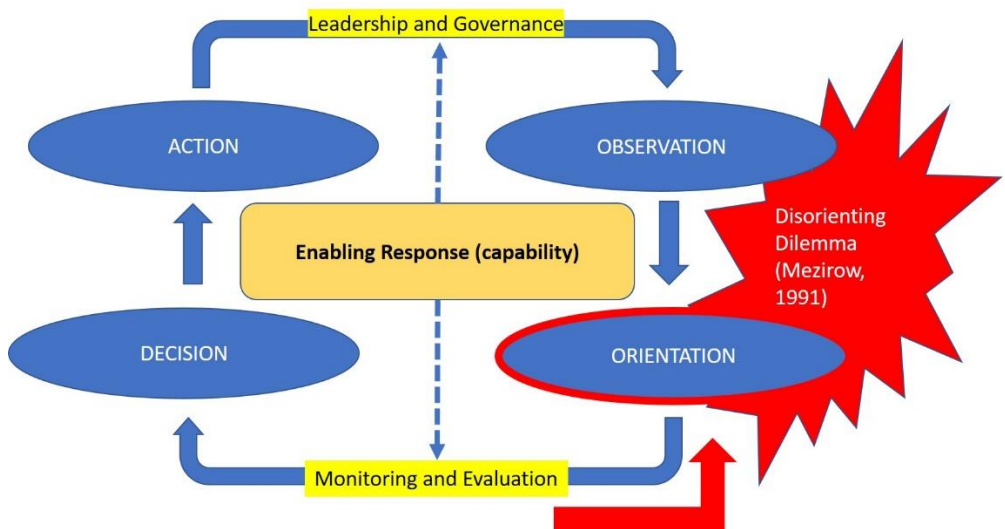 Leadership and Governance
ACTION
OBSERVATION
Disorienting
Dilemma
(Mezirow,
1991)
Enabling Response (capability)
DECISION
ORIENTATION
Monitoring and Evaluation